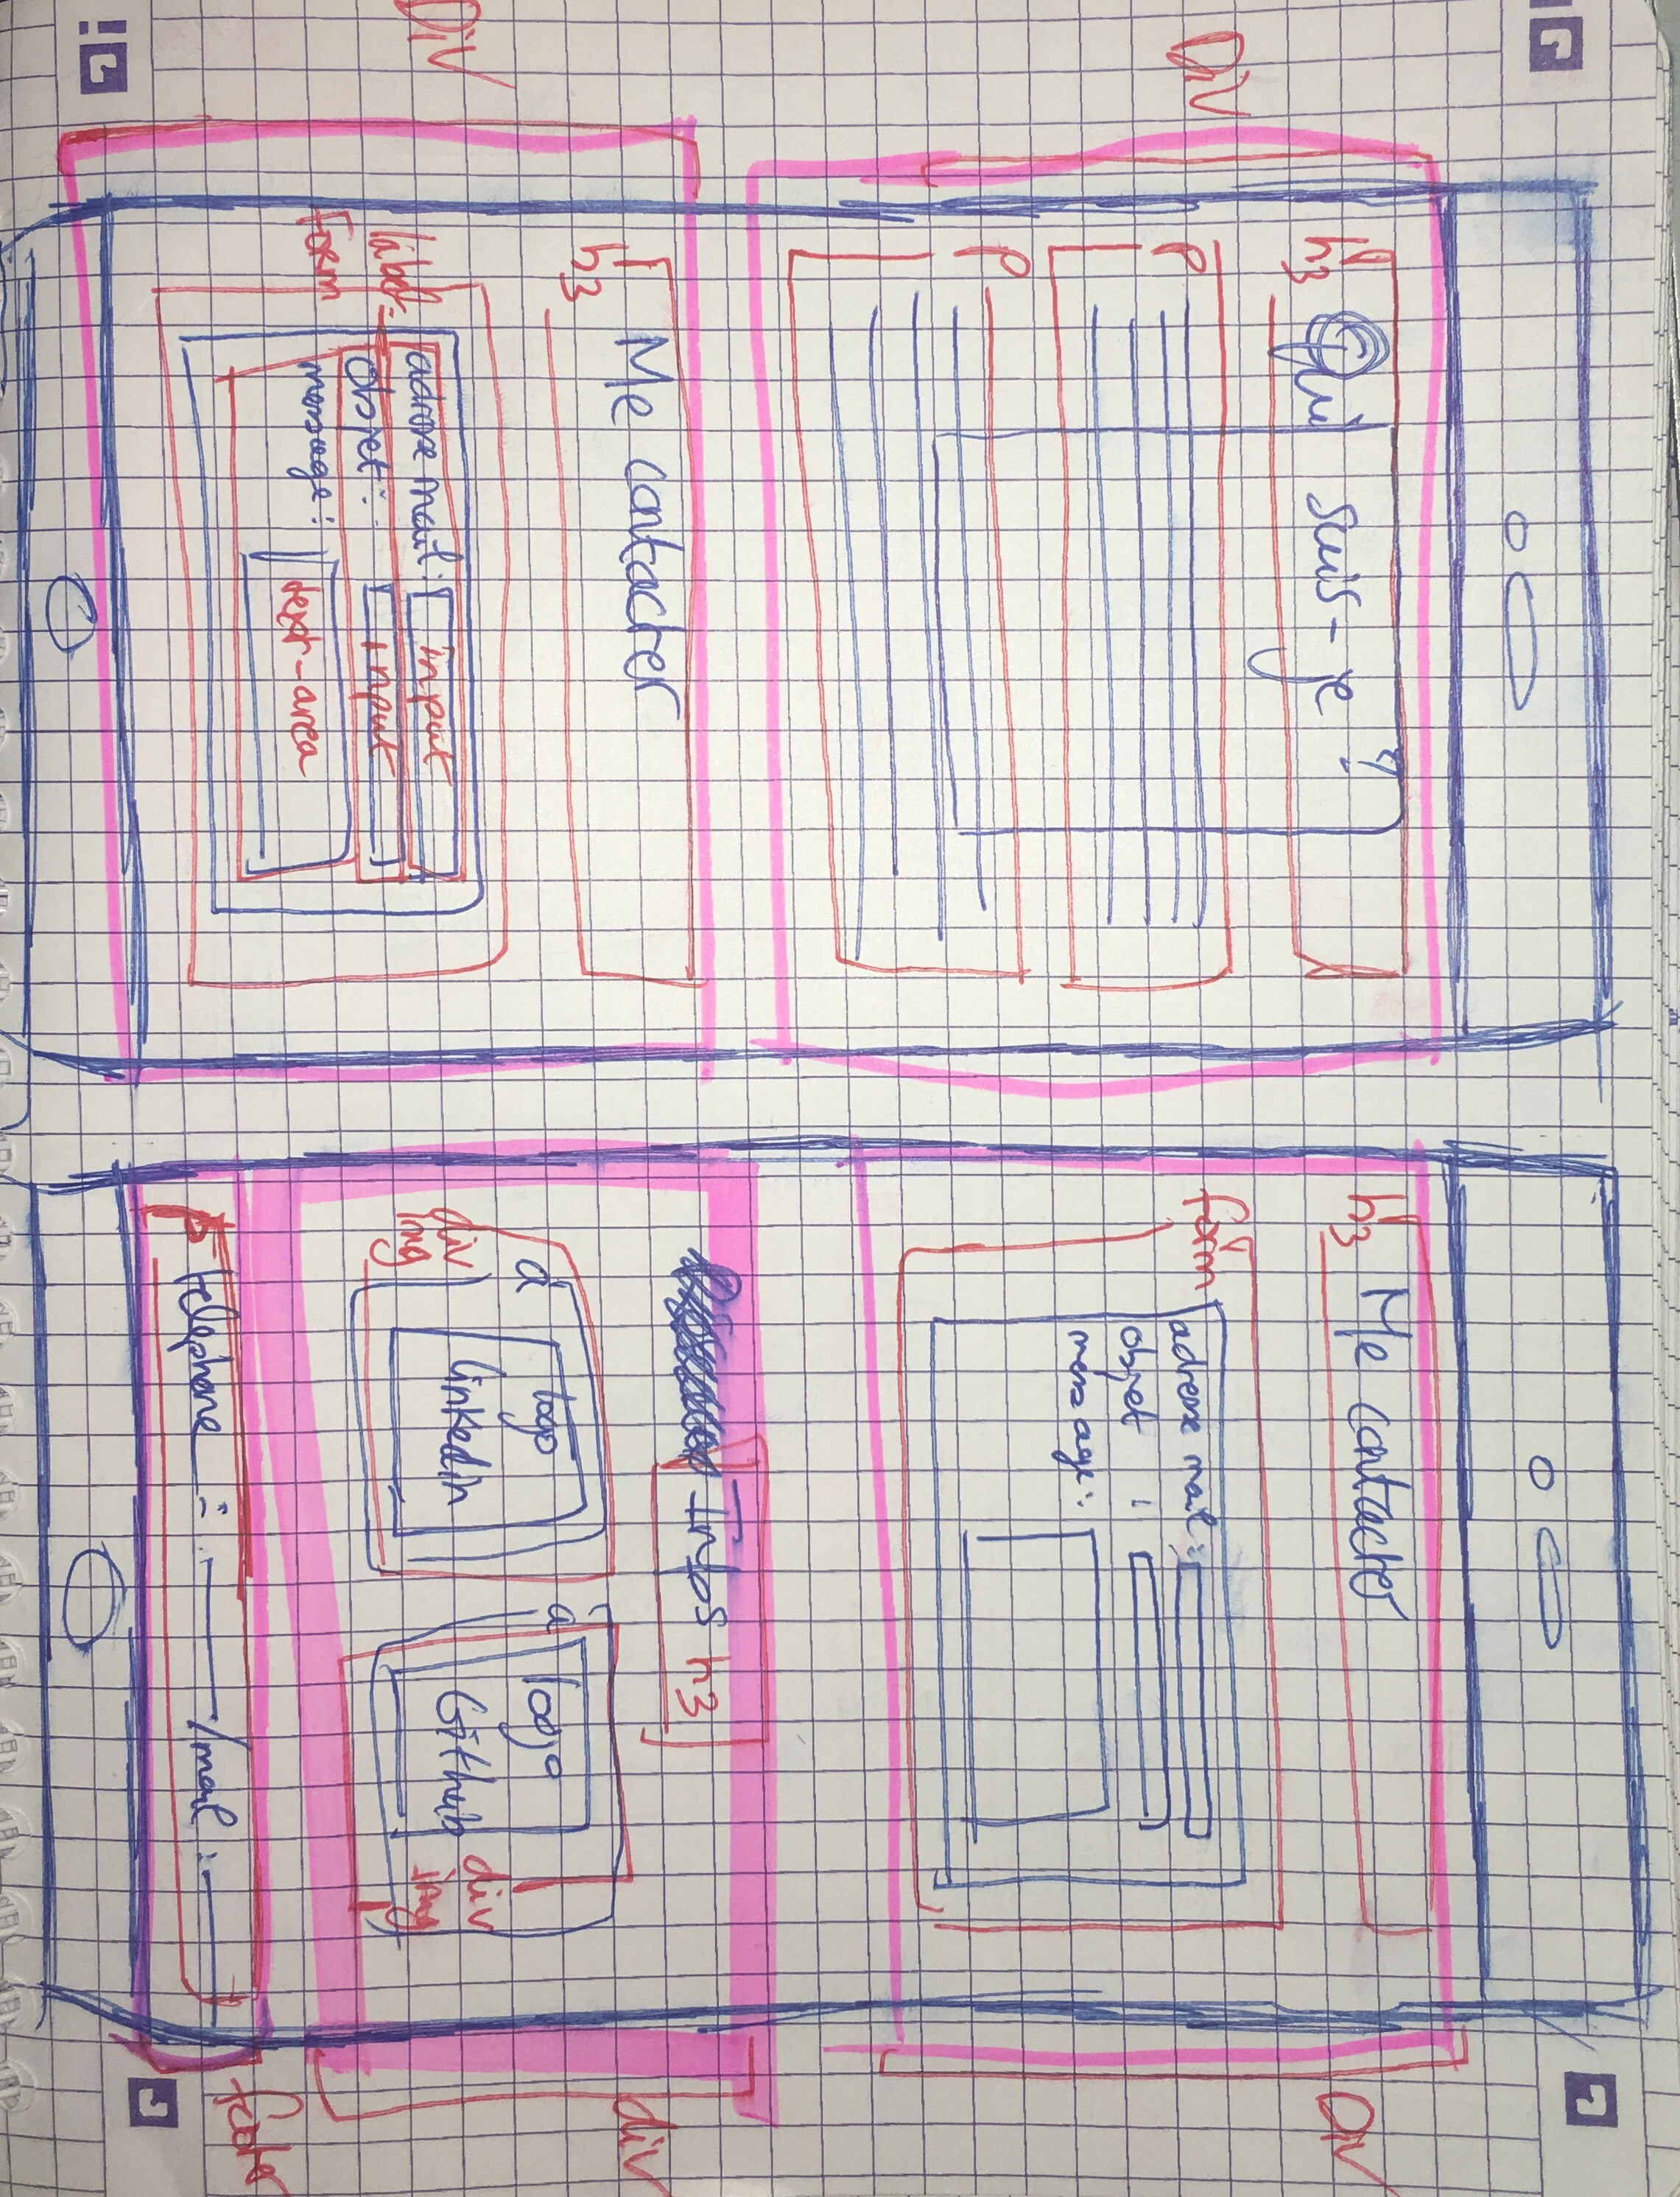 Div
h3 Qui suis-je ?
p
p
Div
h3 Me contacter
label
Form
adresse mail : input
objet : input
message : text-area
Div
h3 Me contacter
form
adresse mail :
objet :
message :
div
Infos h3
a logo
linkedin
div
img
a logo
Github
div
img
footer
p telephone : /mail :